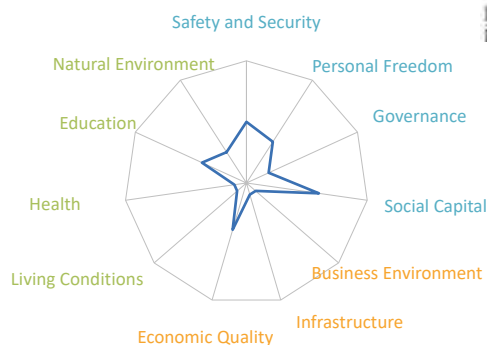 Safety and Security
Natural Environment
Personal Freedom
Education
Governance
Health
Social Capital
Living Conditions
Business Environment
Economic Quality
Infrastructure